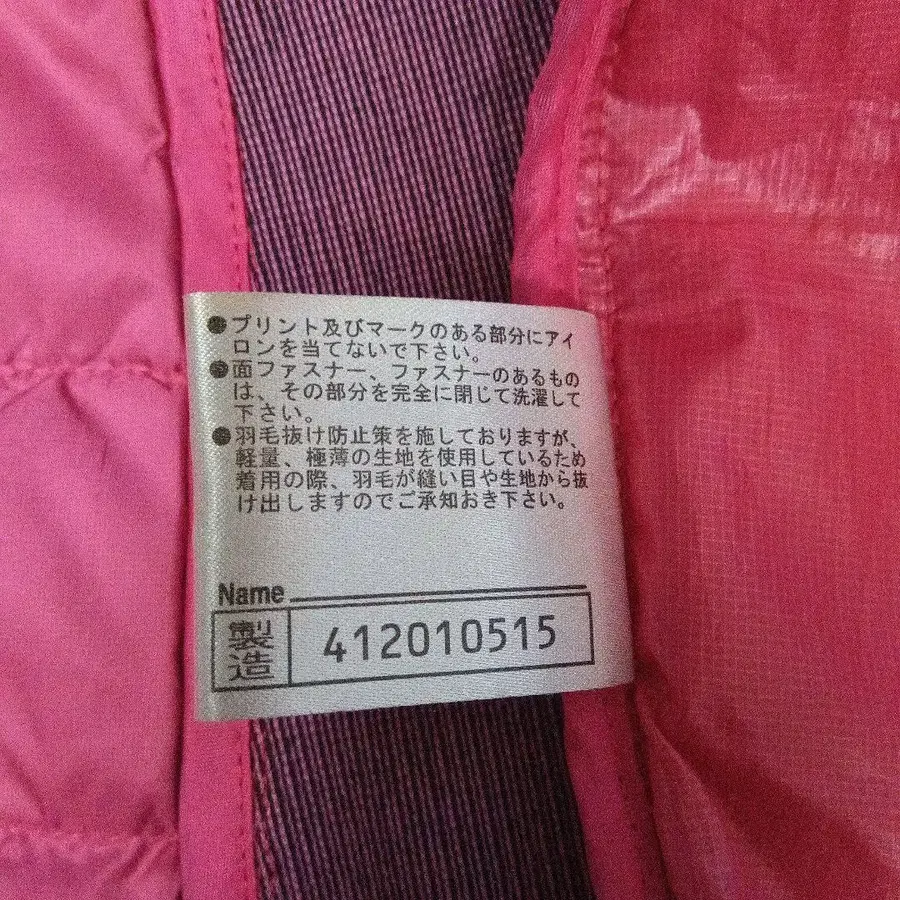 ●プリント及びマークのある部分にアイ
ロンを当てないで下さい。
●面ファスナー、ファスナーのあるもの
は、その部分を完全に閉じて洗濯して
下さい。
●羽毛抜け防止策を施しておりますが、
軽量、極薄の生地を使用しているため
着用の際、羽毛が縫い目や生地から抜
け出しますのでご承知おき下さい。
Name
製造 412010515